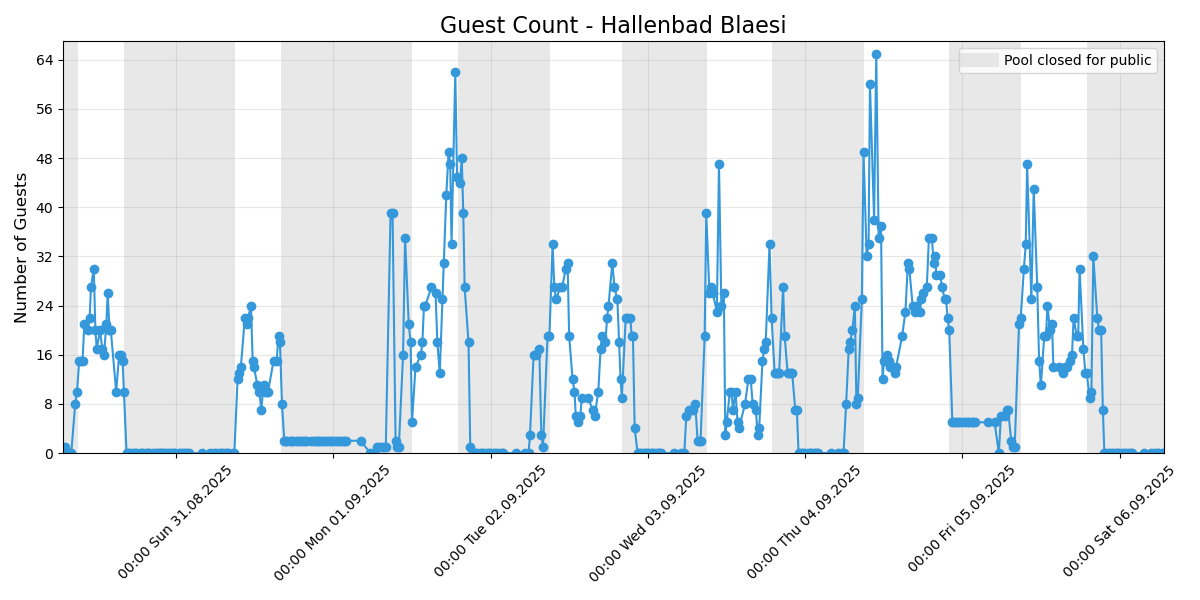 Guest Count - Hallenbad Blaesi
Pool closed for public
Number of Guests
64
56
48
40
32
24
16
8
0
00:00 Sun 31.08.2025
00:00 Mon 01.09.2025
00:00 Tue 02.09.2025
00:00 Wed 03.09.2025
00:00 Thu 04.09.2025
00:00 Fri 05.09.2025
00:00 Sat 06.09.2025